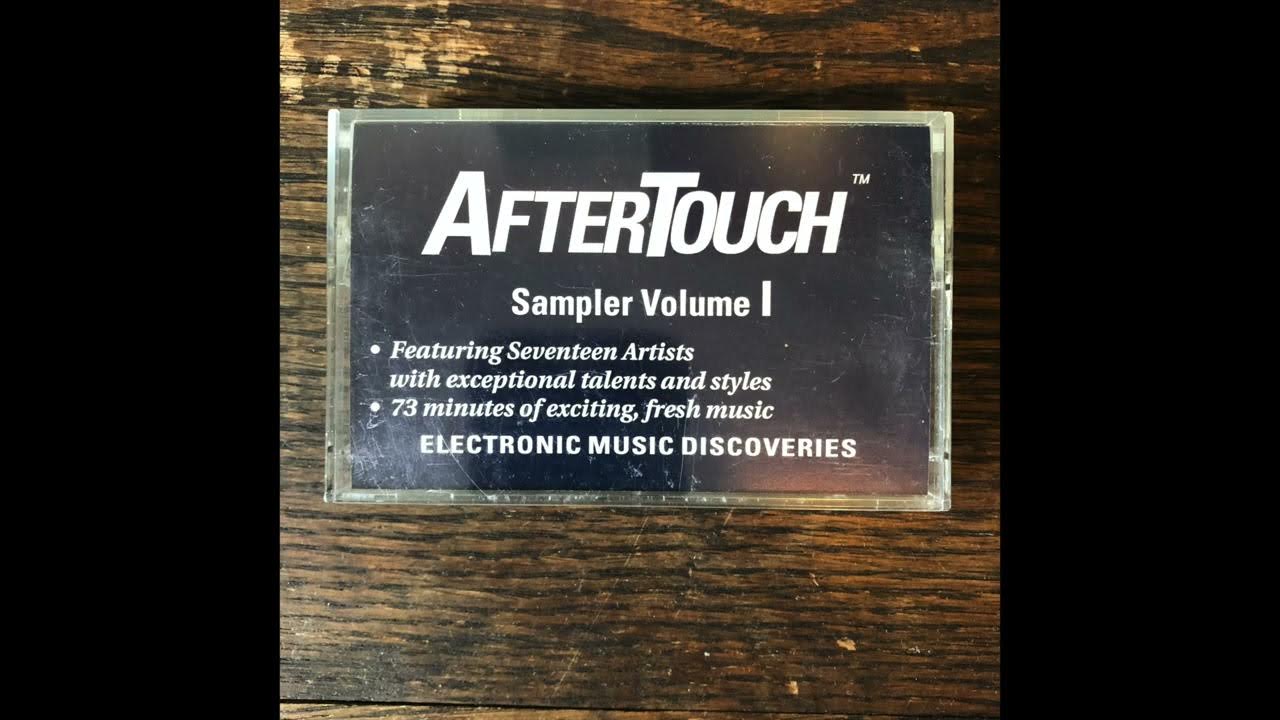 AFTERTOUCH™
Sampler Volume I
• Featuring Seventeen Artists
with exceptional talents and styles
• 73 minutes of exciting, fresh music
ELECTRONIC MUSIC DISCOVERIES